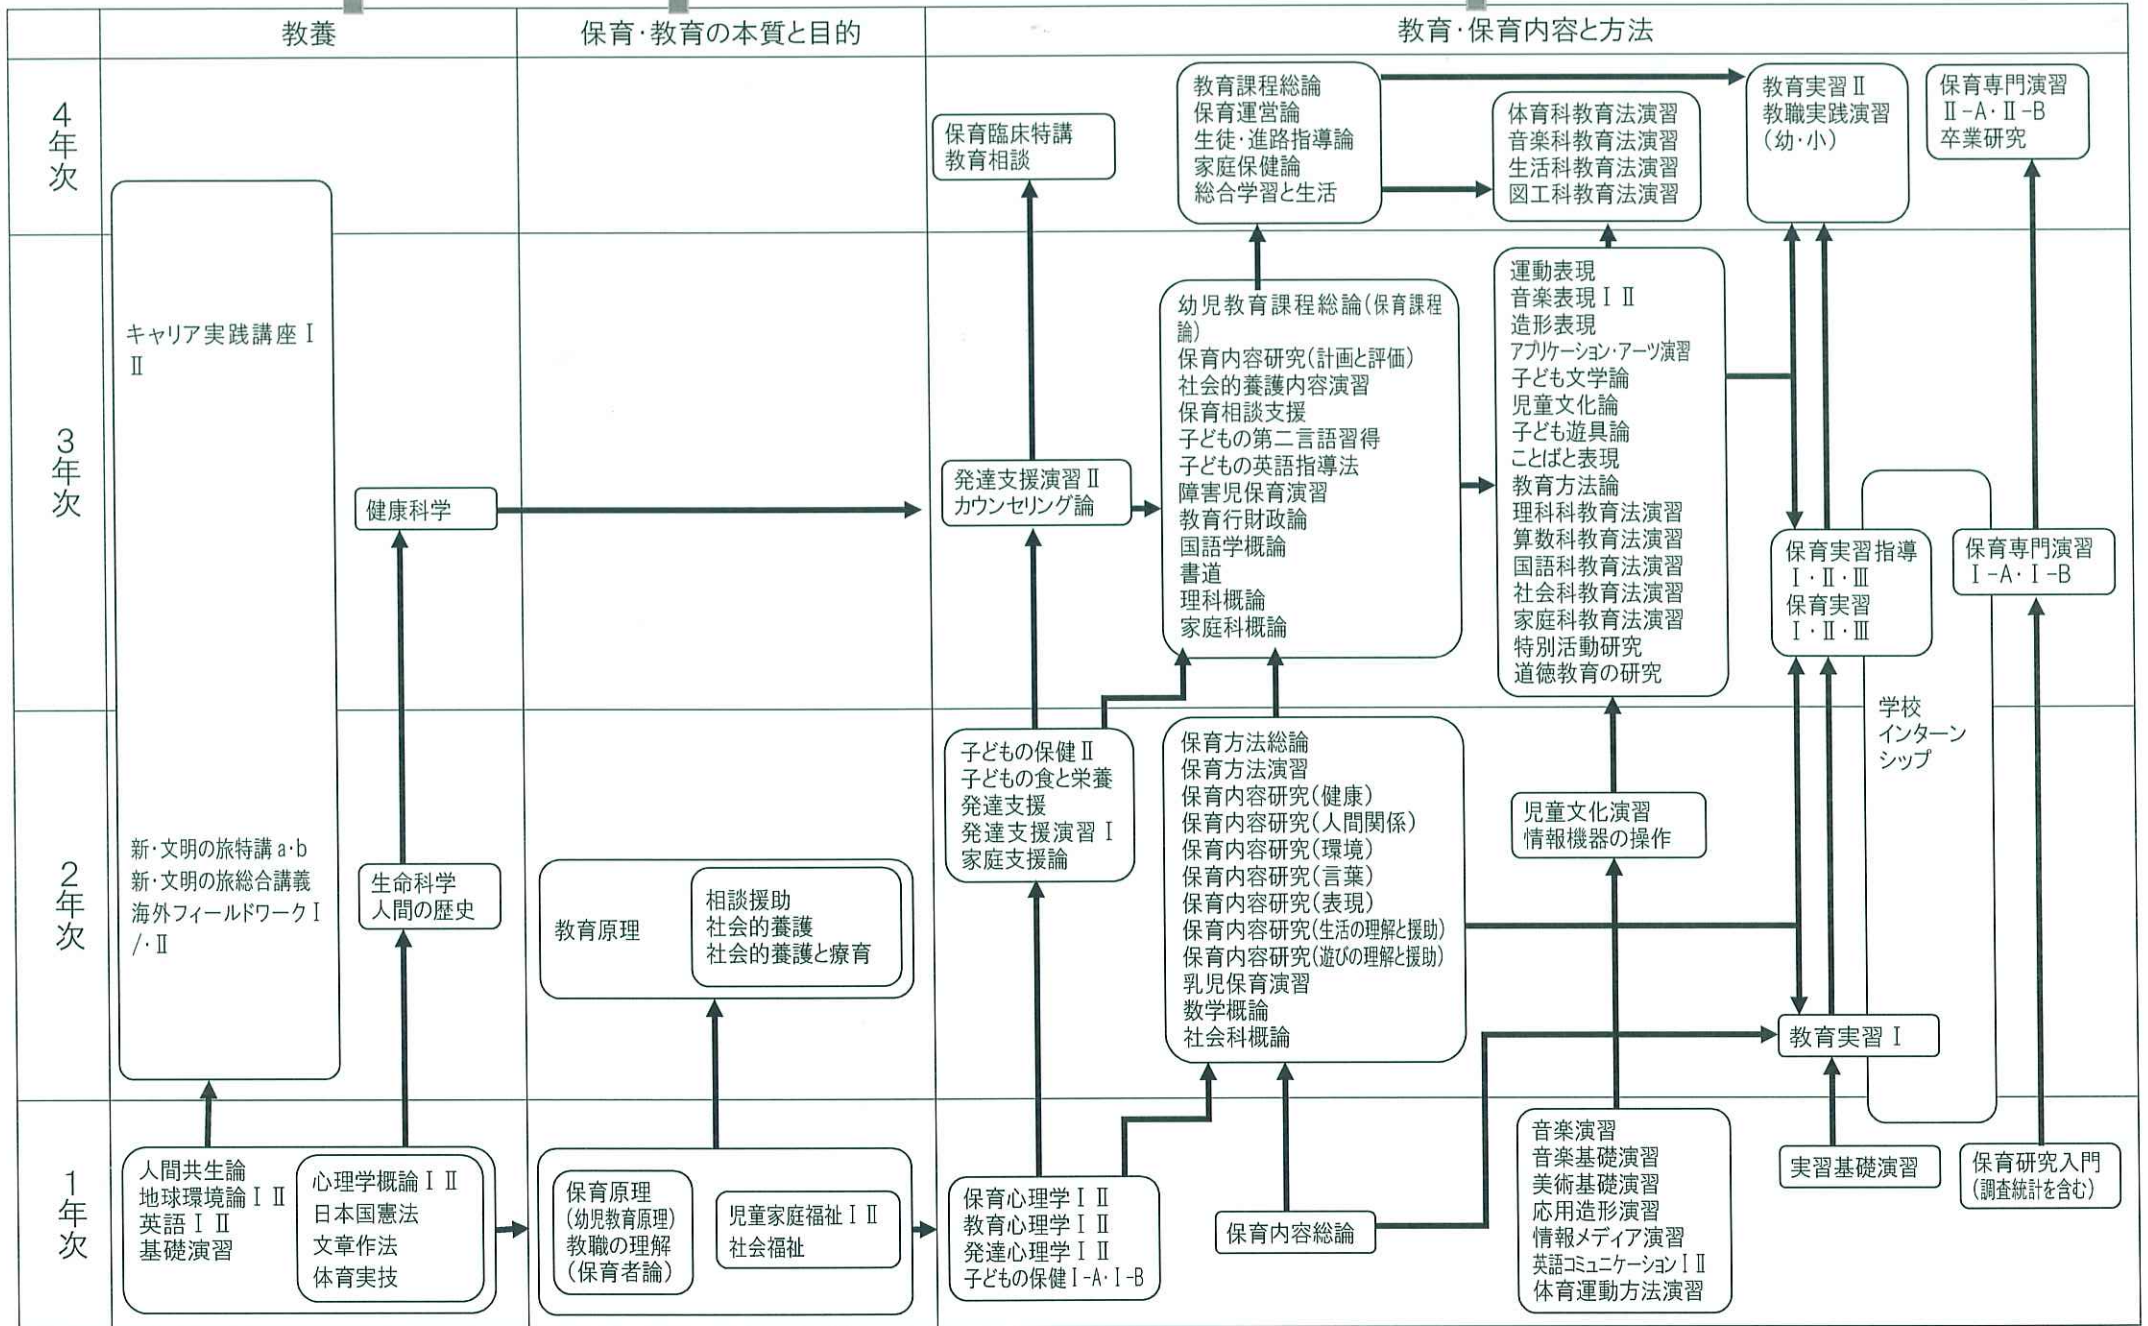 教養
保育・教育の本質と目的
教育・保育内容と方法
4年次
保育臨床特講
教育相談
教育課程総論
保育運営論
生徒・進路指導論
家庭保健論
総合学習と生活
体育科教育法演習
音楽科教育法演習
生活科教育法演習
図工科教育法演習
教育実習Ⅱ
教職実践演習
(幼・小)
保育専門演習
Ⅱ-A・Ⅱ-B
卒業研究
3年次
キャリア実践講座Ⅰ
Ⅱ
健康科学
発達支援演習Ⅱ
カウンセリング論
幼児教育課程総論(保育課程
論)
保育内容研究(計画と評価)
社会的養護内容演習
保育相談支援
子どもの第二言語習得
子どもの英語指導法
障害児保育演習
教育行財政論
国語学概論
書道
理科概論
家庭科概論
運動表現
音楽表現Ⅰ Ⅱ
造形表現
アプリケーション・アーツ演習
子ども文学論
児童文化論
子ども遊具論
ことばと表現
教育方法論
理科科教育法演習
算数科教育法演習
国語科教育法演習
社会科教育法演習
家庭科教育法演習
特別活動研究
道徳教育の研究
保育実習指導
Ⅰ・Ⅱ・Ⅲ
保育実習
Ⅰ・Ⅱ・Ⅲ
保育専門演習
Ⅰ-A・Ⅰ-B
学校
インターン
シップ
2年次
新・文明の旅特講a・b
新・文明の旅総合講義
海外フィールドワークⅠ
/・Ⅱ
生命科学
人間の歴史
教育原理
相談援助
社会的養護
社会的養護と療育
子どもの保健Ⅱ
子どもの食と栄養
発達支援
発達支援演習Ⅰ
家庭支援論
保育方法総論
保育方法演習
保育内容研究(健康)
保育内容研究(人間関係)
保育内容研究(環境)
保育内容研究(言葉)
保育内容研究(表現)
保育内容研究(生活の理解と援助)
保育内容研究(遊びの理解と援助)
乳児保育演習
数学概論
社会科概論
児童文化演習
情報機器の操作
教育実習Ⅰ
1年次
人間共生論
地球環境論Ⅰ Ⅱ
英語Ⅰ Ⅱ
基礎演習
心理学概論Ⅰ Ⅱ
日本国憲法
文章作法
体育実技
保育原理
(幼児教育原理)
教職の理解
(保育者論)
児童家庭福祉Ⅰ Ⅱ
社会福祉
保育心理学Ⅰ Ⅱ
教育心理学Ⅰ Ⅱ
発達心理学Ⅰ Ⅱ
子どもの保健Ⅰ-A・Ⅰ-B
保育内容総論
音楽演習
音楽基礎演習
美術基礎演習
応用造形演習
情報メディア演習
英語コミュニケーションⅠ Ⅱ
体育運動方法演習
実習基礎演習
保育研究入門
(調査統計を含む)